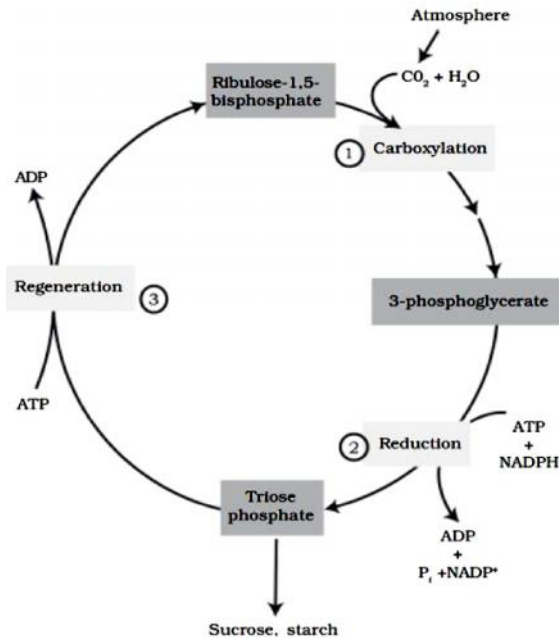 Atmosphere
C0₂ + H₂O
Ribulose-1,5-
bisphosphate
1 Carboxylation
ADP
Regeneration 3
3-phosphoglycerate
ATP
ATP
+
NADPH
2 Reduction
Triose
phosphate
ADP
+
Pᵢ +NADP⁺
Sucrose, starch